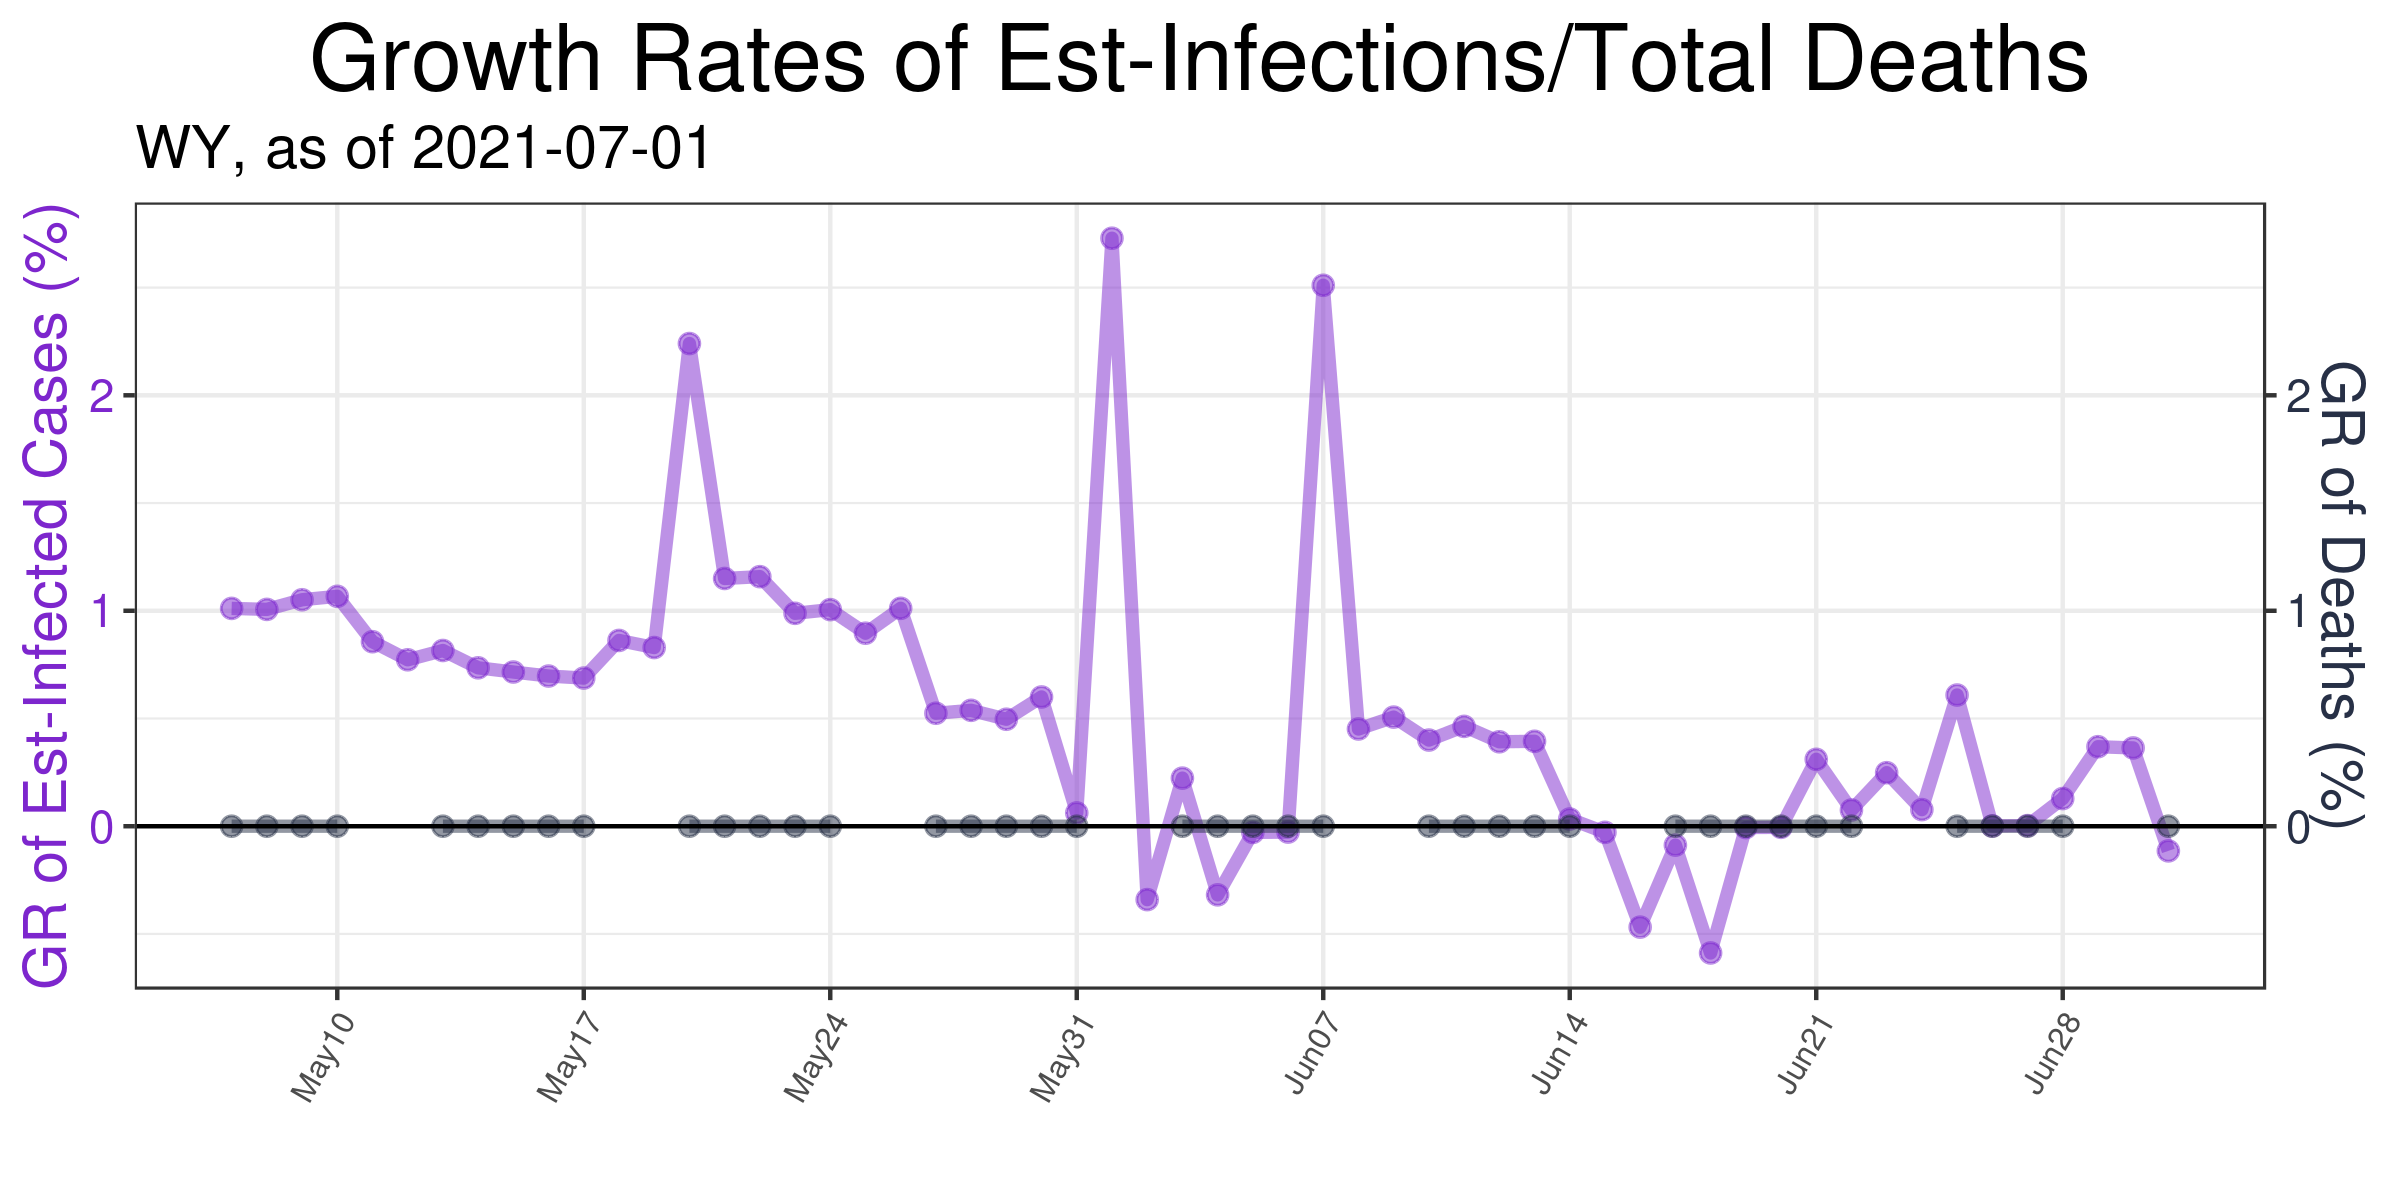 Growth Rates of Est-Infections/Total Deaths
WY, as of 2021-07-01
GR of Est-Infected Cases (%)
2
1
0
2
1
0
GR of Deaths (%)
May10
May17
May24
May31
Jun07
Jun14
Jun21
Jun28